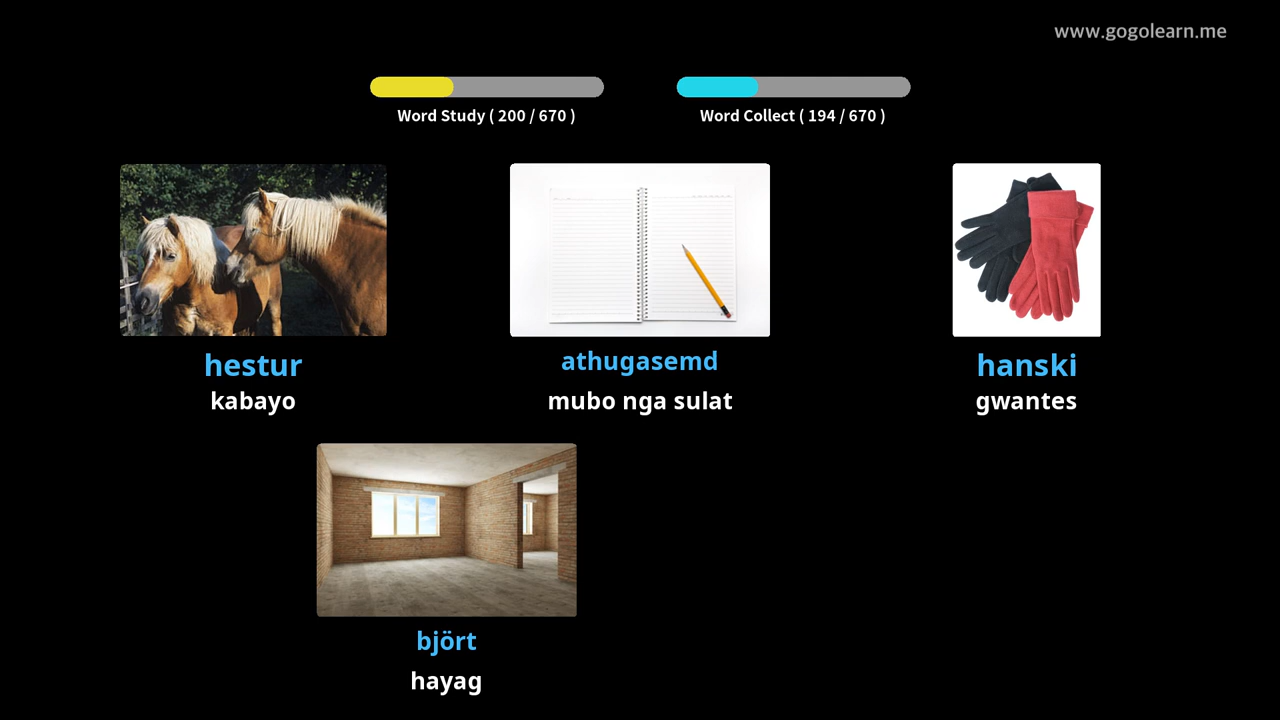 www.gogolearn.me
Word Study ( 200 / 670 )
Word Collect ( 194 / 670 )
hestur
kabayo
athugasemd
mubo nga sulat
hanski
gwantes
björt
hayag